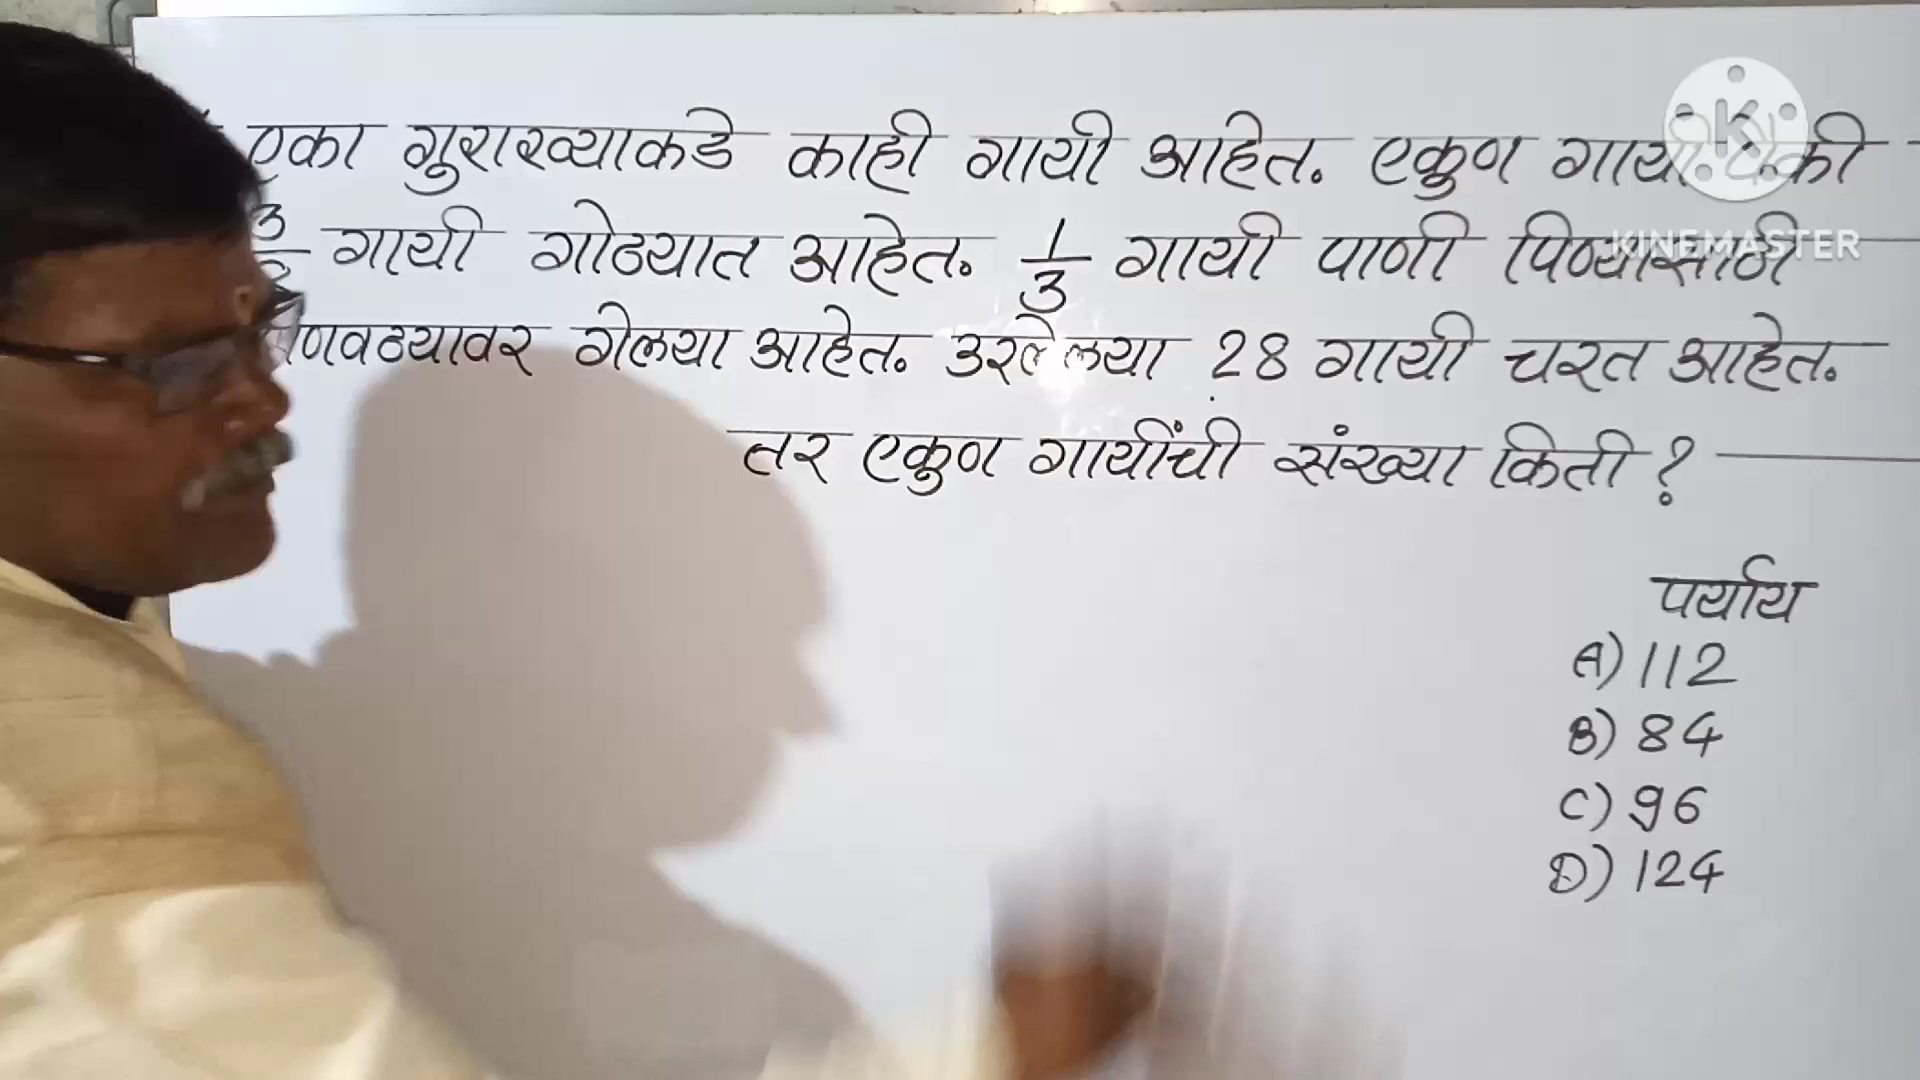 एका गुराख्याकडे काही गायी आहेत. एकुण
3 गायी गोठ्यात आहेत. 1/3 गायी पाणी पिण्यासाठी
गेल्या आहेत. उरलेल्या 28 गायी चरत आहेत.
तर एकुण गायींची संख्या किती ?
पर्याय
A) 112
B) 84
C) 96
D) 124
KINEMASTER